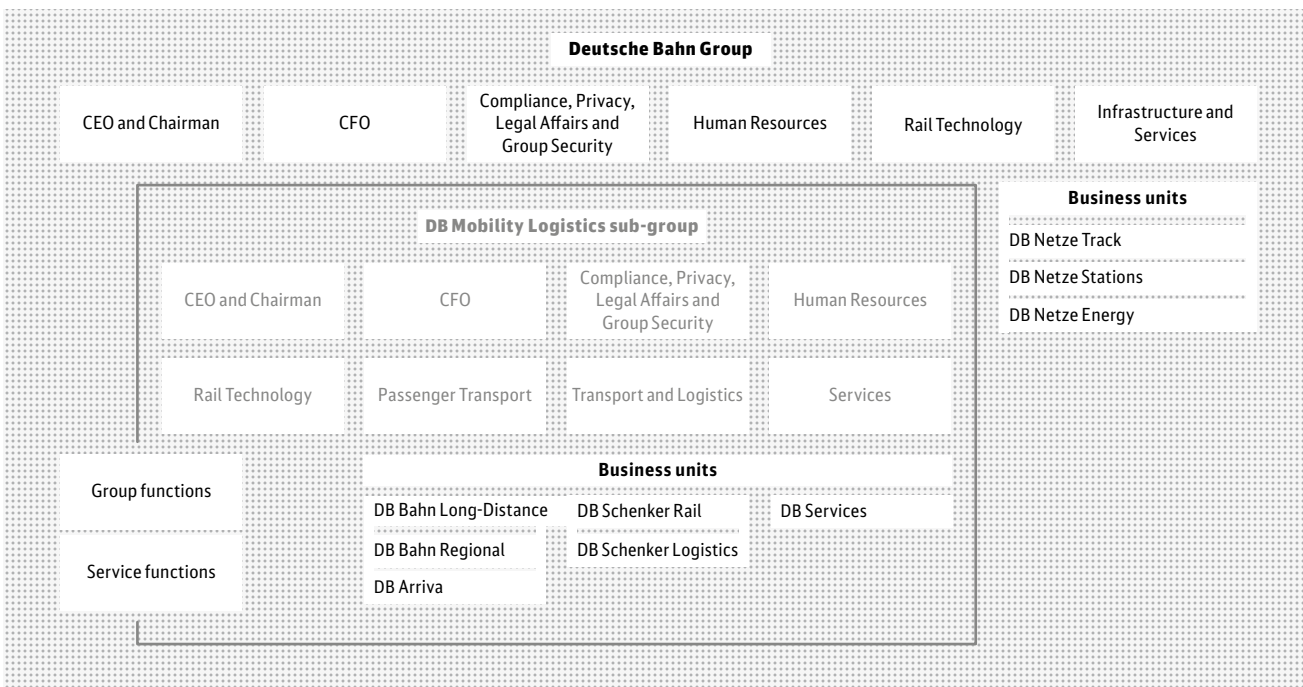 Deutsche Bahn Group
CEO and Chairman
CFO
Compliance, Privacy,
Legal Affairs and
Group Security
Human Resources
Rail Technology
Infrastructure and
Services
Business units
DB Netze Track
DB Netze Stations
DB Netze Energy
DB Mobility Logistics sub-group
CEO and Chairman
CFO
Compliance, Privacy,
Legal Affairs and
Group Security
Human Resources
Rail Technology
Passenger Transport
Transport and Logistics
Services
Group functions
Service functions
Business units
DB Bahn Long-Distance
DB Bahn Regional
DB Arriva
DB Schenker Rail
DB Schenker Logistics
DB Services